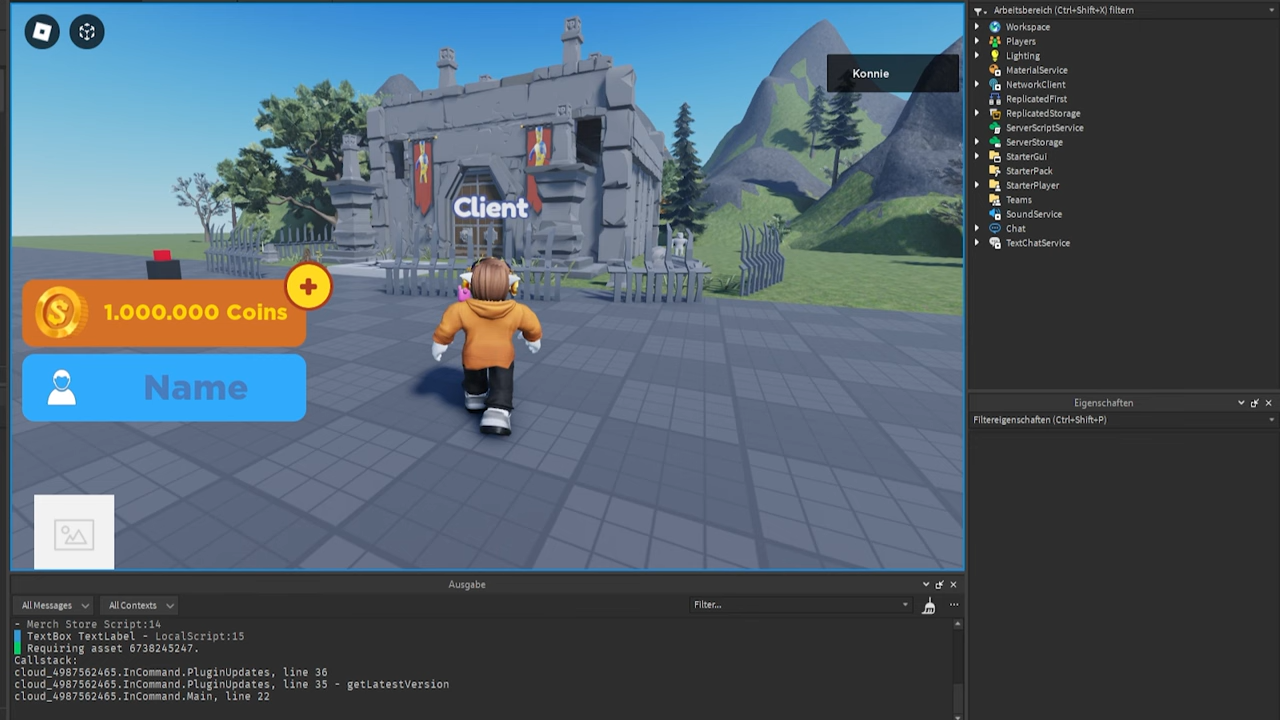 Konnie
Client
1.000.000 Coins
+
Name
Arbeitsbereich (Ctrl+Shift+X) filtern
Workspace
Players
Lighting
MaterialService
NetworkClient
ReplicatedFirst
ReplicatedStorage
ServerScriptService
ServerStorage
StarterGui
StarterPack
StarterPlayer
Teams
SoundService
Chat
TextChatService
Eigenschaften
Filtereigenschaften (Ctrl+Shift+P)
Ausgabe
All Messages
All Contexts
Filter...
- Merch Store Script:14
TextBox TextLabel - LocalScript:15
Requiring asset 6738245247.
Callstack:
cloud_4987562465.InCommand.PluginUpdates, line 36
cloud_4987562465.InCommand.PluginUpdates, line 35 - getLatestVersion
cloud_4987562465.InCommand.Main, line 22